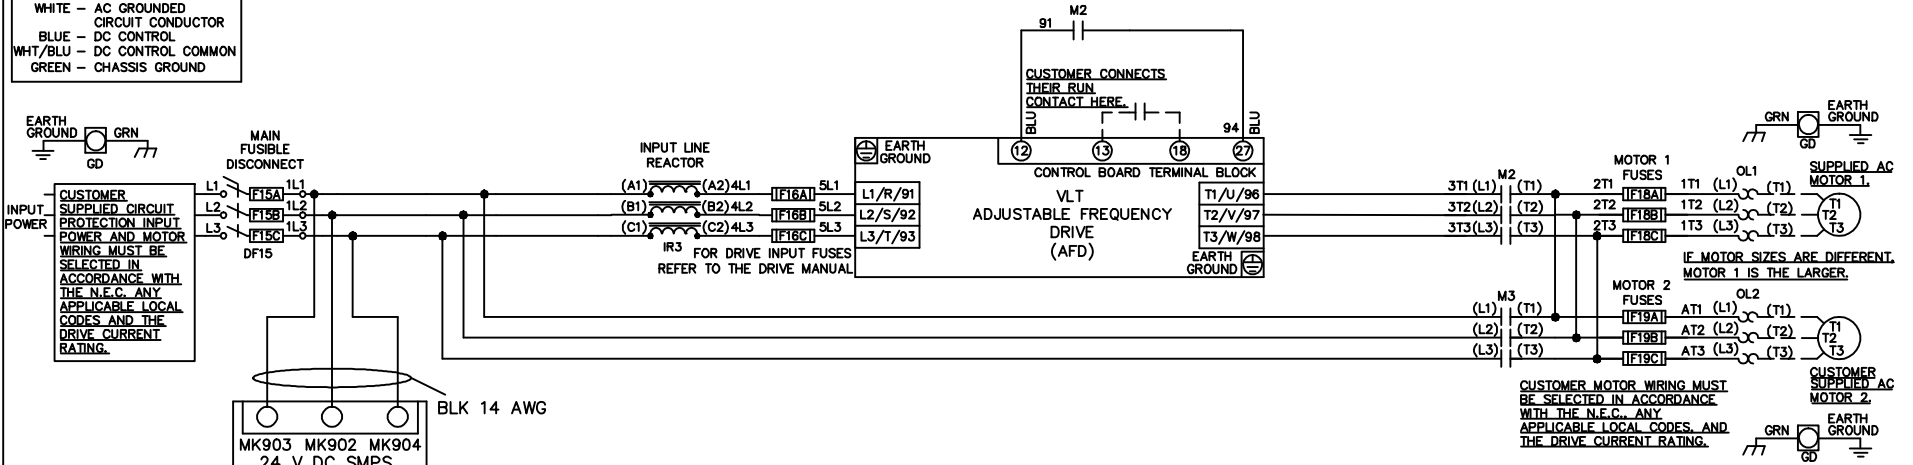 WHITE – AC GROUNDED
CIRCUIT CONDUCTOR
BLUE – DC CONTROL
WHT/BLU – DC CONTROL COMMON
GREEN – CHASSIS GROUND
EARTH
GROUND
GRN
GD
MAIN
FUSIBLE
DISCONNECT
INPUT
POWER
CUSTOMER
SUPPLIED CIRCUIT
PROTECTION INPUT
POWER AND MOTOR
WIRING MUST BE
SELECTED IN
ACCORDANCE WITH
THE N.E.C. ANY
APPLICABLE LOCAL
CODES AND THE
DRIVE CURRENT
RATING.
L1 F15A 1L1
L2 F15B 1L2
L3 F15C 1L3
DF15
BLK 14 AWG
MK903 MK902 MK904
24 V DC SMPS
INPUT LINE
REACTOR
(A1) (A2) 4L1 F16A 5L1
(B1) (B2) 4L2 F16B 5L2
(C1) (C2) 4L3 F16C 5L3
IR3
FOR DRIVE INPUT FUSES
REFER TO THE DRIVE MANUAL
M2
91
CUSTOMER CONNECTS
THEIR RUN
CONTACT HERE.
BLU
94 BLU
12 13 18 27
CONTROL BOARD TERMINAL BLOCK
EARTH
GROUND
L1/R/91
L2/S/92
L3/T/93
VLT
ADJUSTABLE FREQUENCY
DRIVE
(AFD)
T1/U/96
T2/V/97
T3/W/98
EARTH
GROUND
M2
3T1 (L1) (T1)
3T2 (L2) (T2)
3T3 (L3) (T3)
MOTOR 1
FUSES
OL1
2T1 F18A 1T1 (L1) (T1)
2T2 F18B 1T2 (L2) (T2)
2T3 F18C 1T3 (L3) (T3)
T1
T2
T3
GRN
GD
EARTH
GROUND
SUPPLIED AC
MOTOR 1.
IF MOTOR SIZES ARE DIFFERENT.
MOTOR 1 IS THE LARGER.
M3
(L1) (T1)
(L2) (T2)
(L3) (T3)
MOTOR 2
FUSES
OL2
F19A AT1 (L1) (T1)
F19B AT2 (L2) (T2)
F19C AT3 (L3) (T3)
T1
T2
T3
CUSTOMER
SUPPLIED AC
MOTOR 2.
CUSTOMER MOTOR WIRING MUST
BE SELECTED IN ACCORDANCE
WITH THE N.E.C.. ANY
APPLICABLE LOCAL CODES. AND
THE DRIVE CURRENT RATING.
GRN
GD
EARTH
GROUND